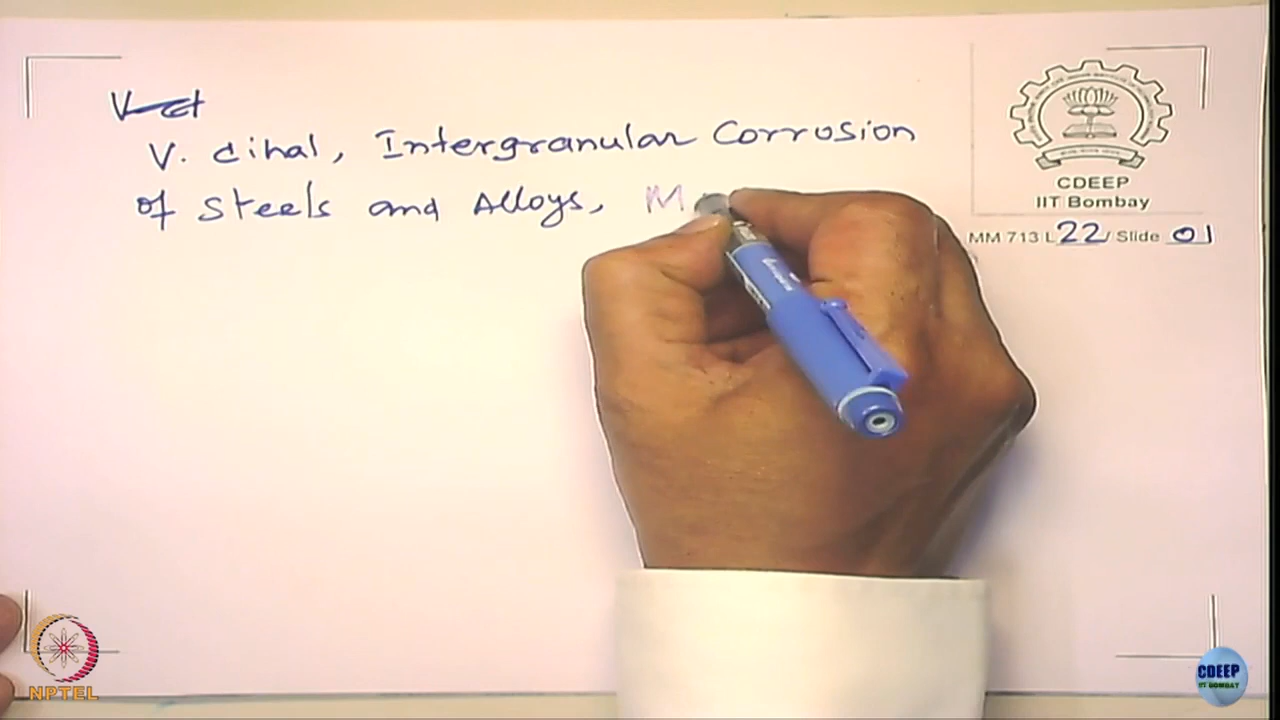 V. Cihal, Intergranular Corrosion
of Steels and Alloys, M
CDEEP
IIT Bombay
MM 713 L 22 / Slide 01
NPTEL
CDEEP
IIT BOMBAY